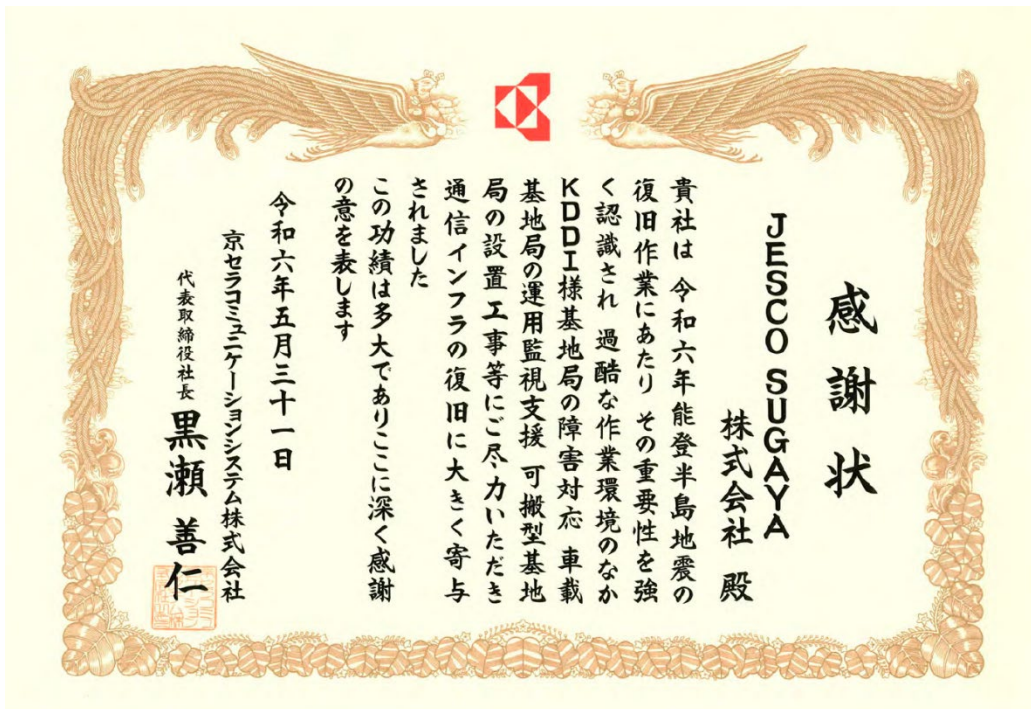 感謝状
JESCO SUGAYA
株式会社 殿
貴社は 令和六年能登半島地震の
復旧作業にあたり その重要性を強
く認識され 過酷な作業環境のなか
KDDI様基地局の障害対応 車載
基地局の運用監視支援 可搬型基地
局の設置工事等にご尽力いただき
通信インフラの復旧に大きく寄与
されました
この功績は多大でありここに深く感謝
の意を表します
令和六年五月三十一日
京セラコミュニケーションシステム株式会社
代表取締役社長 黒瀬 善仁